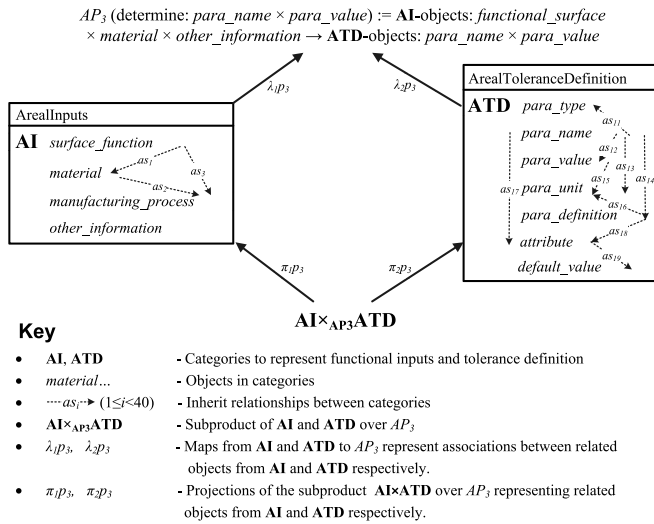 AP₃ (determine: para_name × para_value) := AI-objects: functional_surface
× material × other_information → ATD-objects: para_name × para_value
λ₁p₃
λ₂p₃
ArealInputs
AI surface_function
as₁
as₃
material
as₂
manufacturing_process
other_information
ArealToleranceDefinition
ATD para_type
as₁₁
para_name
as₁₂
para_value
as₁₃
as₁₄
as₁₅
as₁₇
para_unit
as₁₆
para_definition
as₁₈
attribute
as₁₉
default_value
π₁p₃
π₂p₃
AI×AP3ATD
Key
• AI, ATD - Categories to represent functional inputs and tolerance definition
• material… - Objects in categories
• ----asᵢ--➔ (1≤i<40) - Inherit relationships between categories
• AI×AP3ATD - Subproduct of AI and ATD over AP₃
• λ₁p₃, λ₂p₃ - Maps from AI and ATD to AP₃ represent associations between related
objects from AI and ATD respectively.
• π₁p₃, π₂p₃ - Projections of the subproduct AI×ATD over AP₃ representing related
objects from AI and ATD respectively.